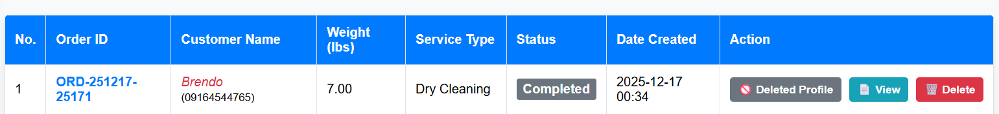 No. Order ID Customer Name Weight (lbs) Service Type Status Date Created Action
1 ORD-251217-25171 Brendo (09164544765) 7.00 Dry Cleaning Completed 2025-12-17 00:34 Deleted Profile View Delete